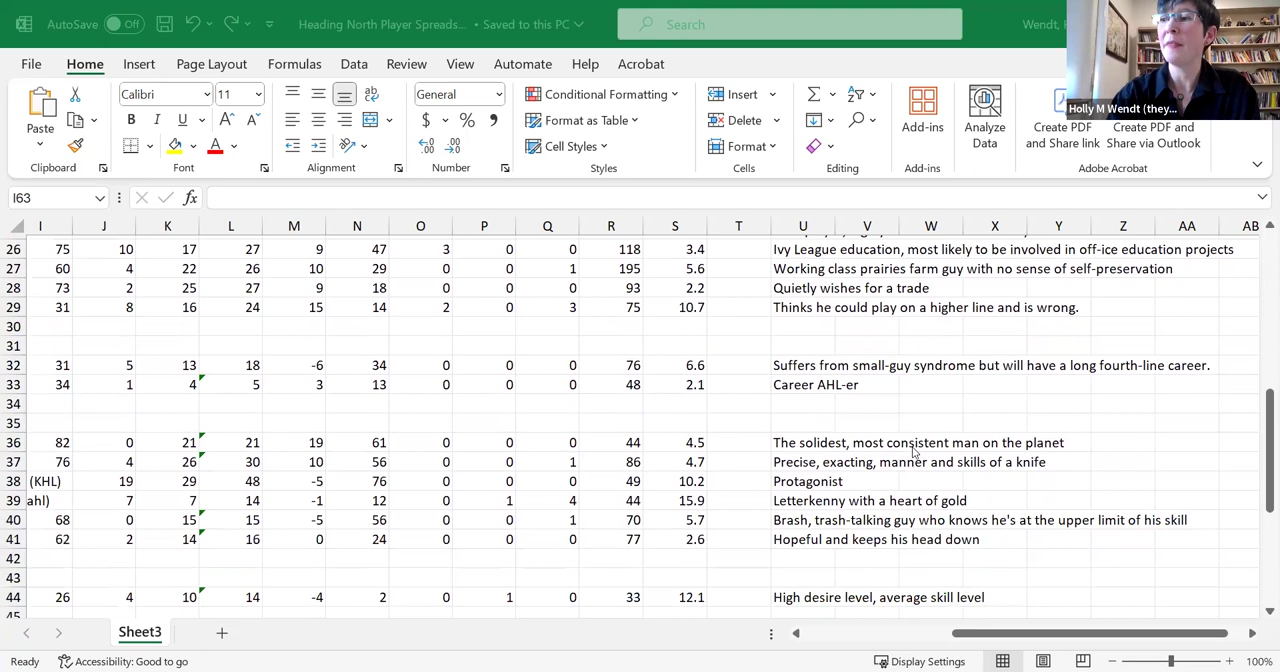 AutoSave Off Heading North Player Spreads... • Saved to this PC Search Wendt,
File Home Insert Page Layout Formulas Data Review View Automate Help Acrobat
Holly M Wendt (they...
Paste Calibri 11 General Conditional Formatting Insert Add-ins Analyze Data Create PDF and Share link Create PDF and Share via Outlook
B I U A A $ % , Format as Table Delete
A Cell Styles Format
Clipboard Font Alignment Number Styles Cells Editing Add-ins Adobe Acrobat
I63 fx
I J K L M N O P Q R S T U V W X Y Z AA AB
26 75 10 17 27 9 47 3 0 0 118 3.4 Ivy League education, most likely to be involved in off-ice education projects
27 60 4 22 26 10 29 0 0 1 195 5.6 Working class prairies farm guy with no sense of self-preservation
28 73 2 25 27 9 18 0 0 0 93 2.2 Quietly wishes for a trade
29 31 8 16 24 15 14 2 0 3 75 10.7 Thinks he could play on a higher line and is wrong.
30
31
32 31 5 13 18 -6 34 0 0 0 76 6.6 Suffers from small-guy syndrome but will have a long fourth-line career.
33 34 1 4 5 3 13 0 0 0 48 2.1 Career AHL-er
34
35
36 82 0 21 21 19 61 0 0 0 44 4.5 The solidest, most consistent man on the planet
37 76 4 26 30 10 56 0 0 1 86 4.7 Precise, exacting, manner and skills of a knife
38 (KHL) 19 29 48 -5 76 0 0 0 49 10.2 Protagonist
39 ahl) 7 7 14 -1 12 0 1 4 44 15.9 Letterkenny with a heart of gold
40 68 0 15 15 -5 56 0 0 1 70 5.7 Brash, trash-talking guy who knows he's at the upper limit of his skill
41 62 2 14 16 0 24 0 0 0 77 2.6 Hopeful and keeps his head down
42
43
44 26 4 10 14 -4 2 0 1 0 33 12.1 High desire level, average skill level
45
Sheet3
Ready Accessibility: Good to go Display Settings 100%